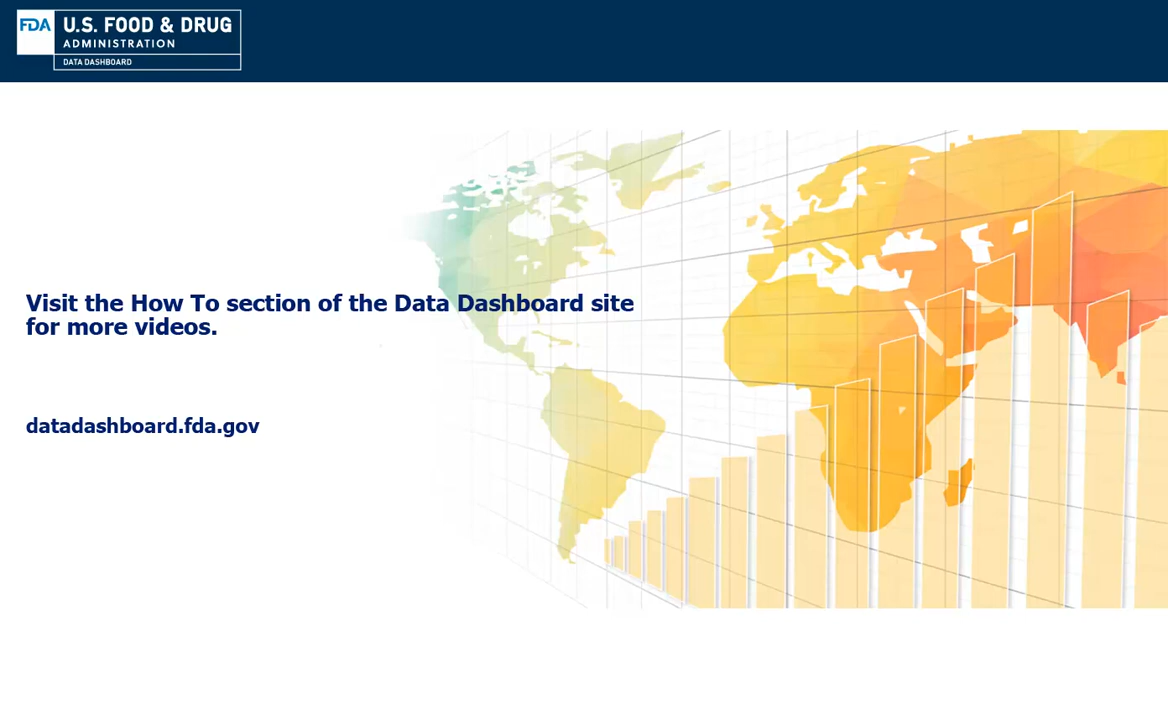 FDA
U.S. FOOD & DRUG
ADMINISTRATION
DATA DASHBOARD
Visit the How To section of the Data Dashboard site
for more videos.
datadashboard.fda.gov